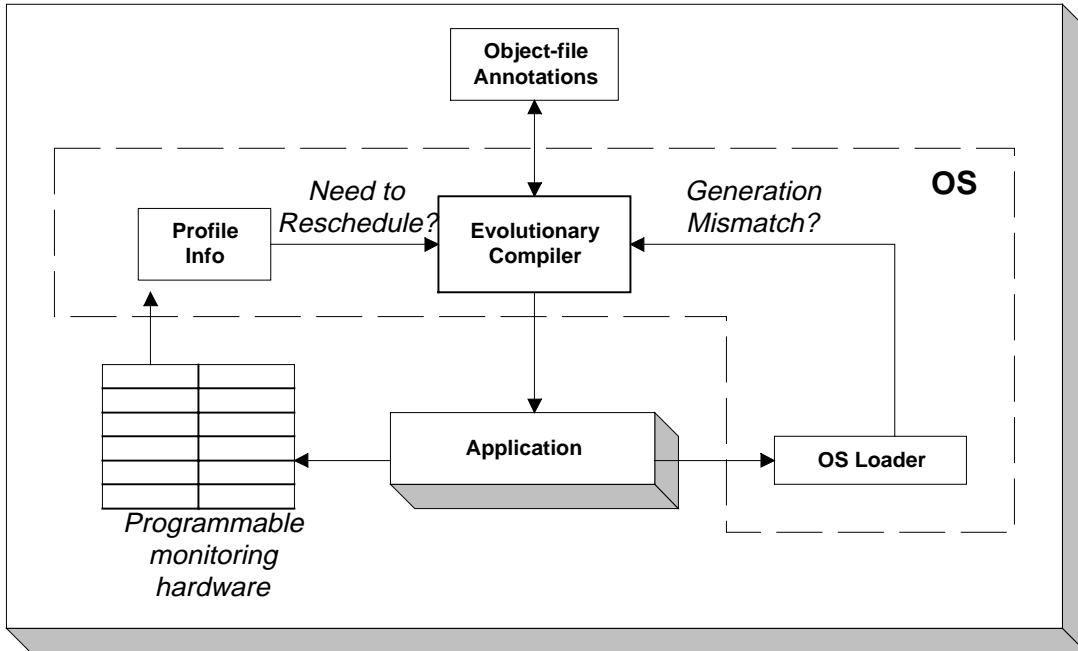 Object-file
Annotations
OS
Need to
Reschedule?
Generation
Mismatch?
Profile
Info
Evolutionary
Compiler
Application
OS Loader
Programmable
monitoring
hardware